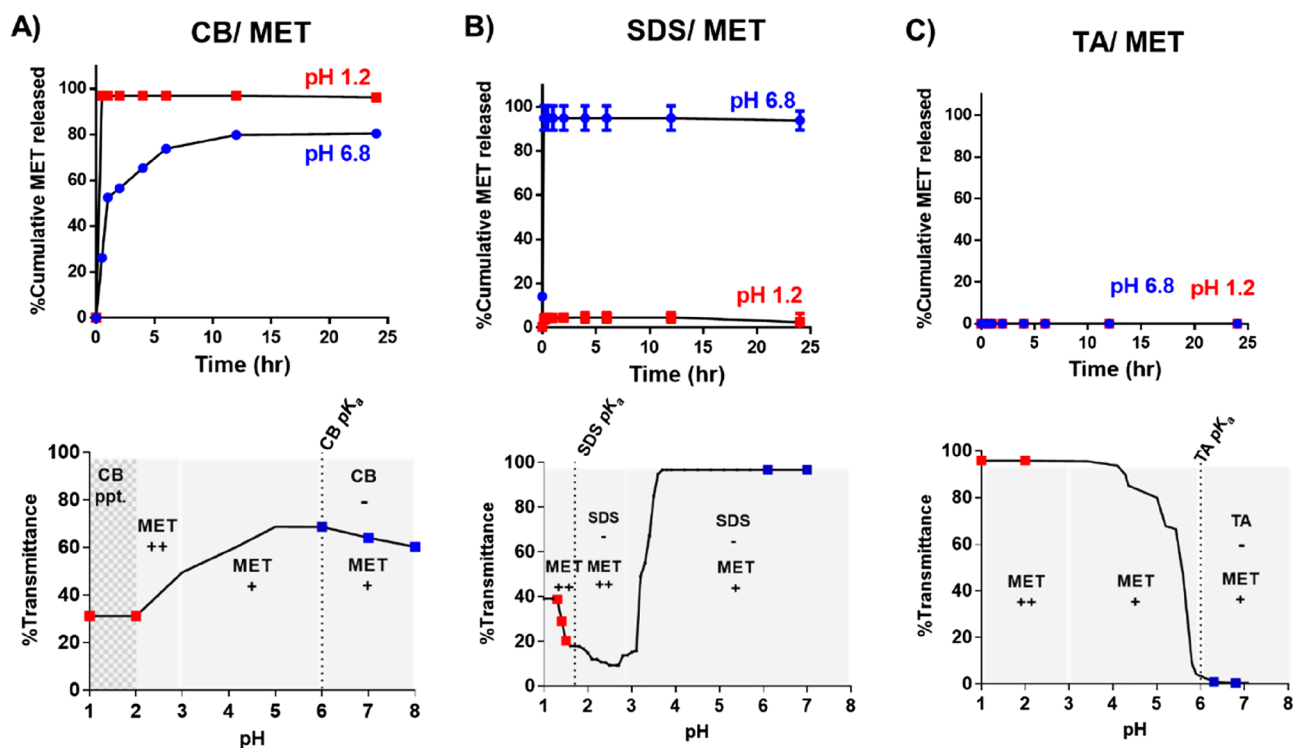 A)
CB/ MET
%Cumulative MET released
100
80
60
40
20
0
pH 1.2
pH 6.8
0 5 10 15 20 25
Time (hr)
B)
SDS/ MET
%Cumulative MET released
100
80
60
40
20
0
pH 6.8
pH 1.2
0 5 10 15 20 25
Time (hr)
C)
TA/ MET
%Cumulative MET released
100
80
60
40
20
0
pH 6.8 pH 1.2
0 5 10 15 20 25
Time (hr)
%Transmittance
100
80
60
40
20
0
CB
ppt.
MET
++
MET
+
CB pKa
CB
-
MET
+
1 2 3 4 5 6 7 8
pH
%Transmittance
100
80
60
40
20
0
SDS pKa
MET
++
SDS
-
MET
++
SDS
-
MET
+
1 2 3 4 5 6 7 8
pH
%Transmittance
100
80
60
40
20
0
MET
++
MET
+
TA pKa
TA
-
MET
+
1 2 3 4 5 6 7 8
pH